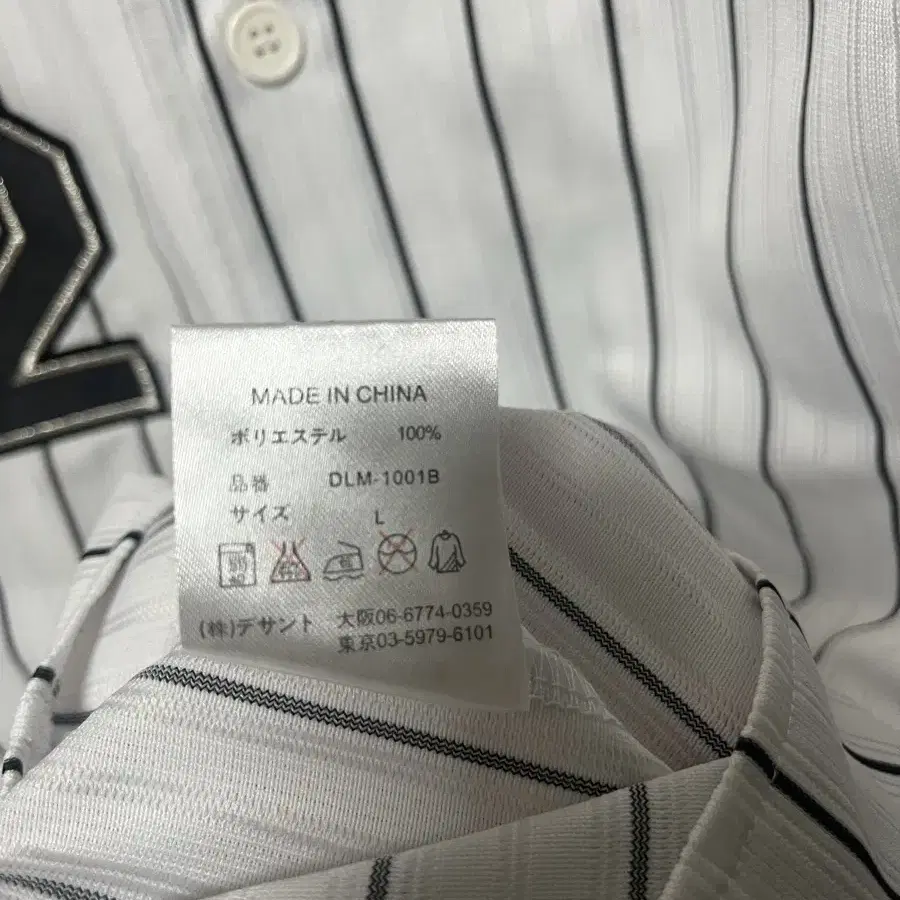 2
MADE IN CHINA
ポリエステル 100%
品番 DLM-1001B
サイズ L
(株)デサント 大阪06-6774-0359
東京03-5979-6101